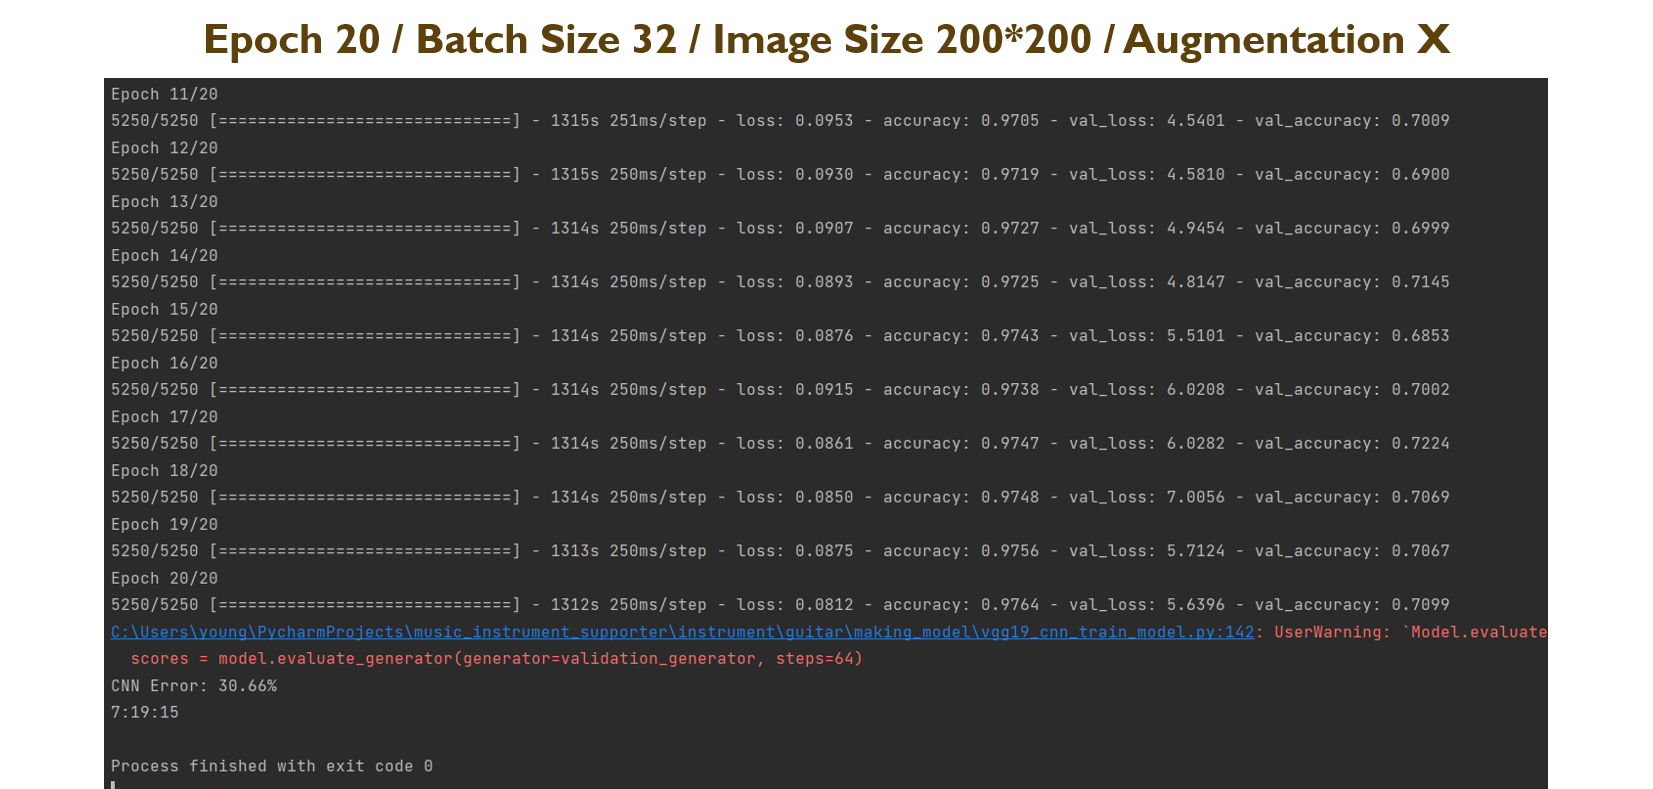 Epoch 20 / Batch Size 32 / Image Size 200*200 / Augmentation X
Epoch 11/20
5250/5250 [==============================] - 1315s 251ms/step - loss: 0.0953 - accuracy: 0.9705 - val_loss: 4.5401 - val_accuracy: 0.7009
Epoch 12/20
5250/5250 [==============================] - 1315s 250ms/step - loss: 0.0930 - accuracy: 0.9719 - val_loss: 4.5810 - val_accuracy: 0.6900
Epoch 13/20
5250/5250 [==============================] - 1314s 250ms/step - loss: 0.0907 - accuracy: 0.9727 - val_loss: 4.9454 - val_accuracy: 0.6999
Epoch 14/20
5250/5250 [==============================] - 1314s 250ms/step - loss: 0.0893 - accuracy: 0.9725 - val_loss: 4.8147 - val_accuracy: 0.7145
Epoch 15/20
5250/5250 [==============================] - 1314s 250ms/step - loss: 0.0876 - accuracy: 0.9743 - val_loss: 5.5101 - val_accuracy: 0.6853
Epoch 16/20
5250/5250 [==============================] - 1314s 250ms/step - loss: 0.0915 - accuracy: 0.9738 - val_loss: 6.0208 - val_accuracy: 0.7002
Epoch 17/20
5250/5250 [==============================] - 1314s 250ms/step - loss: 0.0861 - accuracy: 0.9747 - val_loss: 6.0282 - val_accuracy: 0.7224
Epoch 18/20
5250/5250 [==============================] - 1314s 250ms/step - loss: 0.0850 - accuracy: 0.9748 - val_loss: 7.0056 - val_accuracy: 0.7069
Epoch 19/20
5250/5250 [==============================] - 1313s 250ms/step - loss: 0.0875 - accuracy: 0.9756 - val_loss: 5.7124 - val_accuracy: 0.7067
Epoch 20/20
5250/5250 [==============================] - 1312s 250ms/step - loss: 0.0812 - accuracy: 0.9764 - val_loss: 5.6396 - val_accuracy: 0.7099
C:\Users\young\PycharmProjects\music_instrument_supporter\instrument\guitar\making_model\vgg19_cnn_train_model.py:142: UserWarning: `Model.evaluate
scores = model.evaluate_generator(generator=validation_generator, steps=64)
CNN Error: 30.66%
7:19:15
Process finished with exit code 0